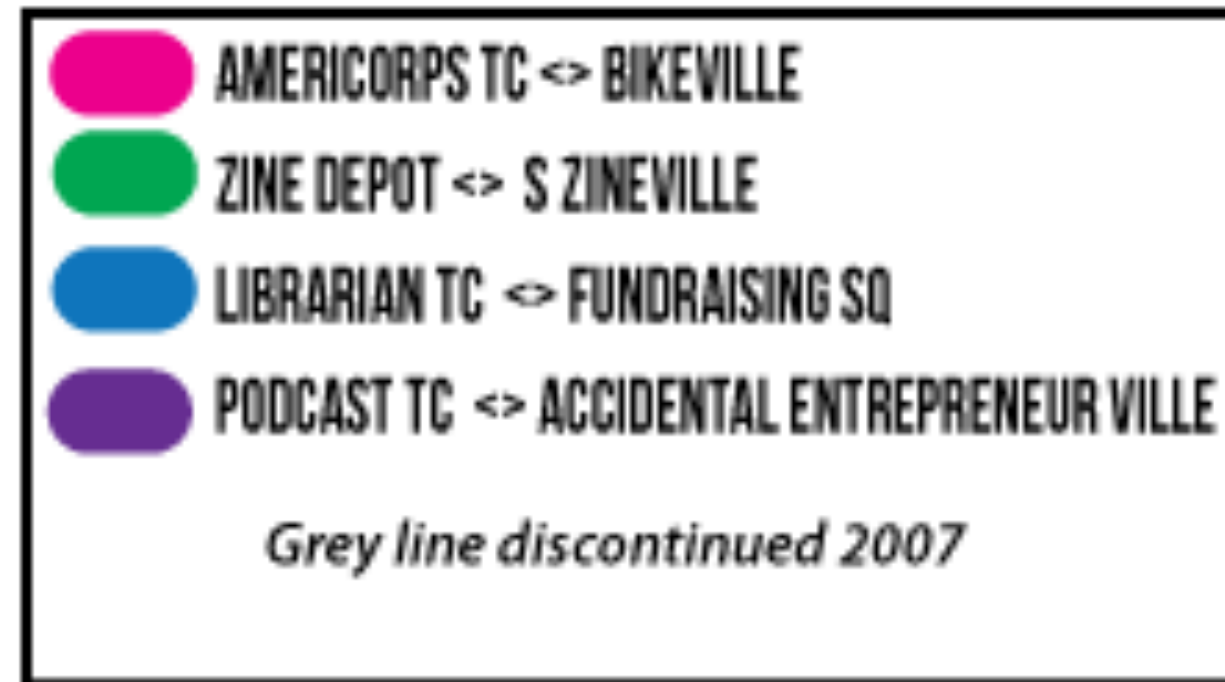 AMERICORPS TC <> BIKEVILLE
ZINE DEPOT <> S ZINEVILLE
LIBRARIAN TC <> FUNDRAISING SQ
PODCAST TC <> ACCIDENTAL ENTREPRENEUR VILLE
Grey line discontinued 2007